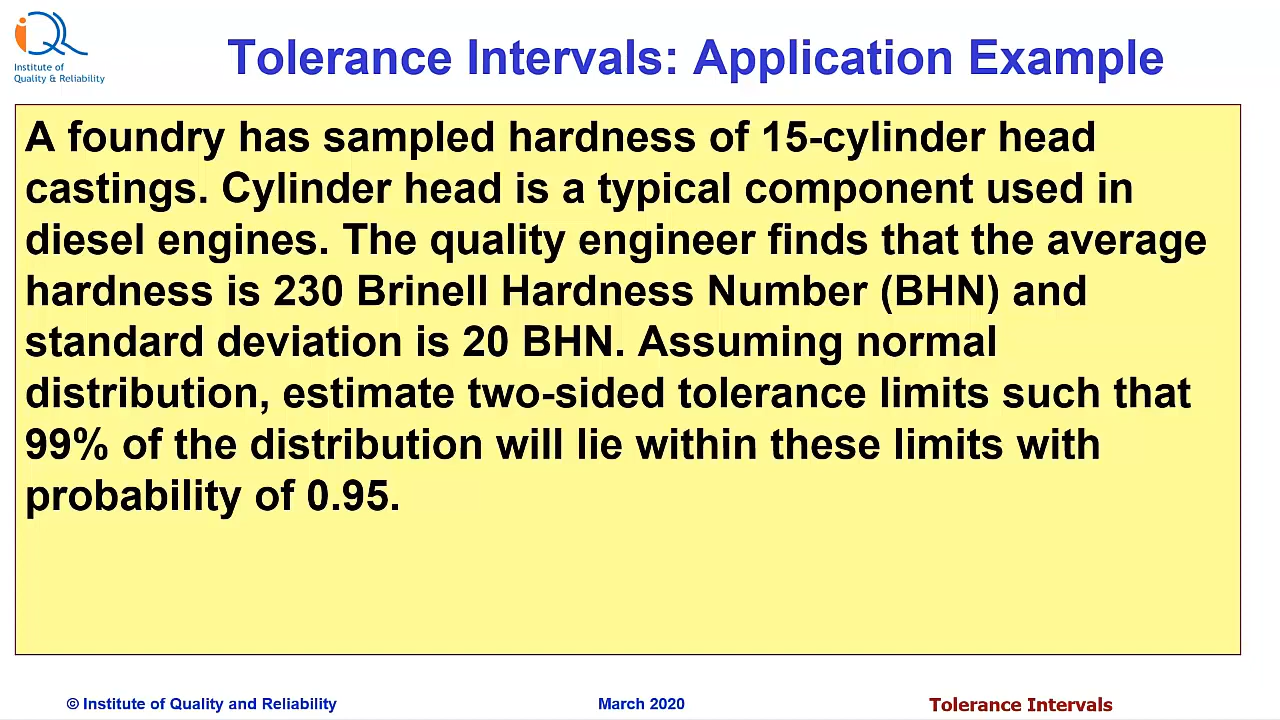 iQR
Institute of
Quality & Reliability
Tolerance Intervals: Application Example
A foundry has sampled hardness of 15-cylinder head
castings. Cylinder head is a typical component used in
diesel engines. The quality engineer finds that the average
hardness is 230 Brinell Hardness Number (BHN) and
standard deviation is 20 BHN. Assuming normal
distribution, estimate two-sided tolerance limits such that
99% of the distribution will lie within these limits with
probability of 0.95.
© Institute of Quality and Reliability
March 2020
Tolerance Intervals